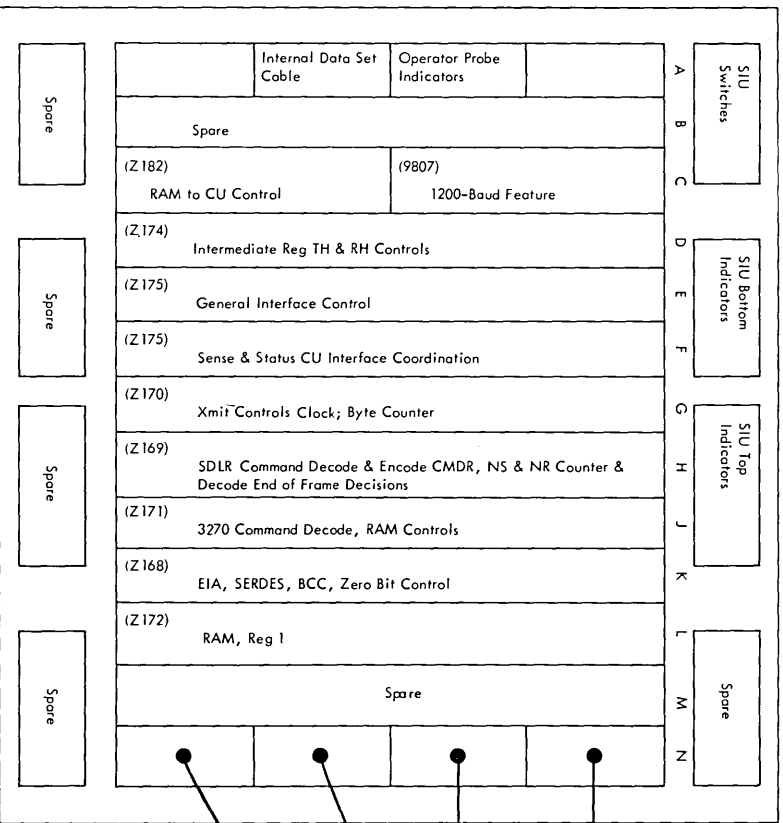 Internal Data Set
Cable
Operator Probe
Indicators
A
SIU
Switches
Spare
Spare
B
(Z182)
RAM to CU Control
(9807)
1200-Baud Feature
C
(Z174)
Intermediate Reg TH & RH Controls
D
SIU Bottom
Indicators
Spare
(Z175)
General Interface Control
E
(Z175)
Sense & Status CU Interface Coordination
F
(Z170)
Xmit Controls Clock; Byte Counter
G
SIU Top
Indicators
Spare
(Z169)
SDLR Command Decode & Encode CMDR, NS & NR Counter &
Decode End of Frame Decisions
H
(Z171)
3270 Command Decode, RAM Controls
J
(Z168)
EIA, SERDES, BCC, Zero Bit Control
K
(Z172)
RAM, Reg 1
L
Spare
Spare
Spare
M
N